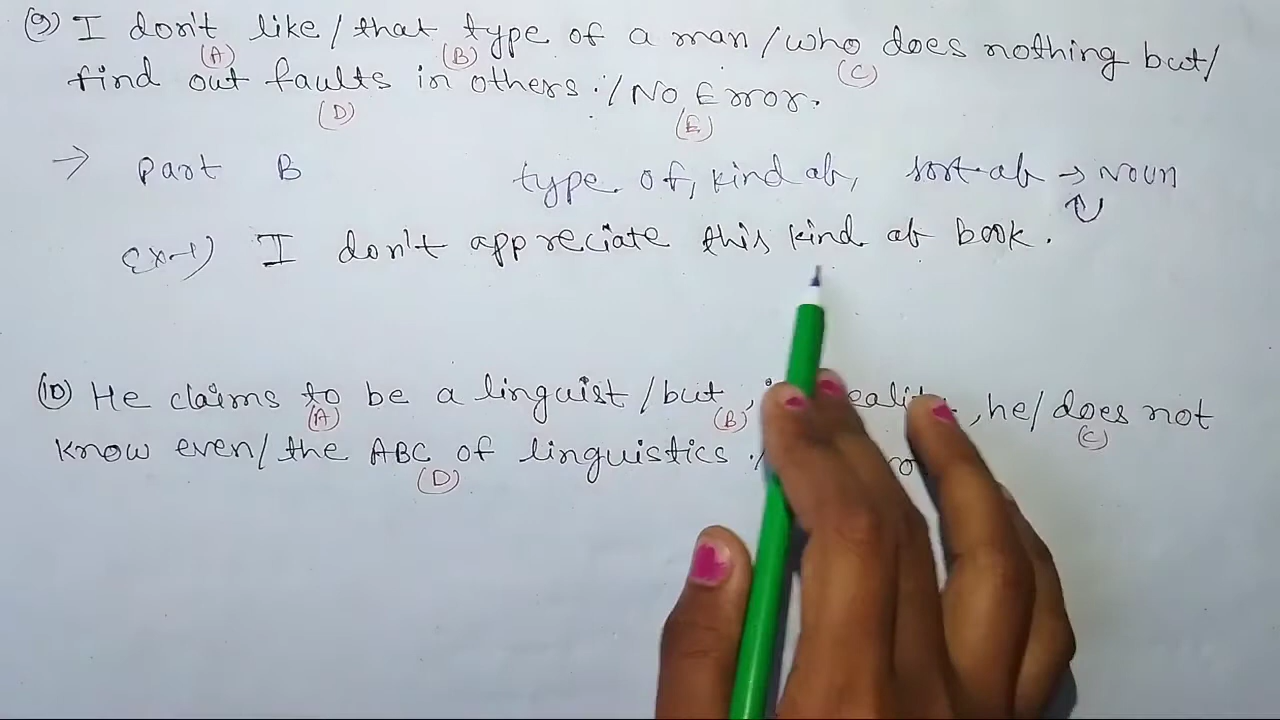 (9) I don't like / that type of a man / who does nothing but /
(A) (B) (C)
find out faults in others. / No Error.
(D) (E)
→ Part B type of, kind of, sort of → Noun
Ex-1) I don't appreciate this kind of book.
(10) He claims to be a linguist / but, reality, he / does not
(A) (B) (C)
know even / the ABC of linguistics. /
(D)